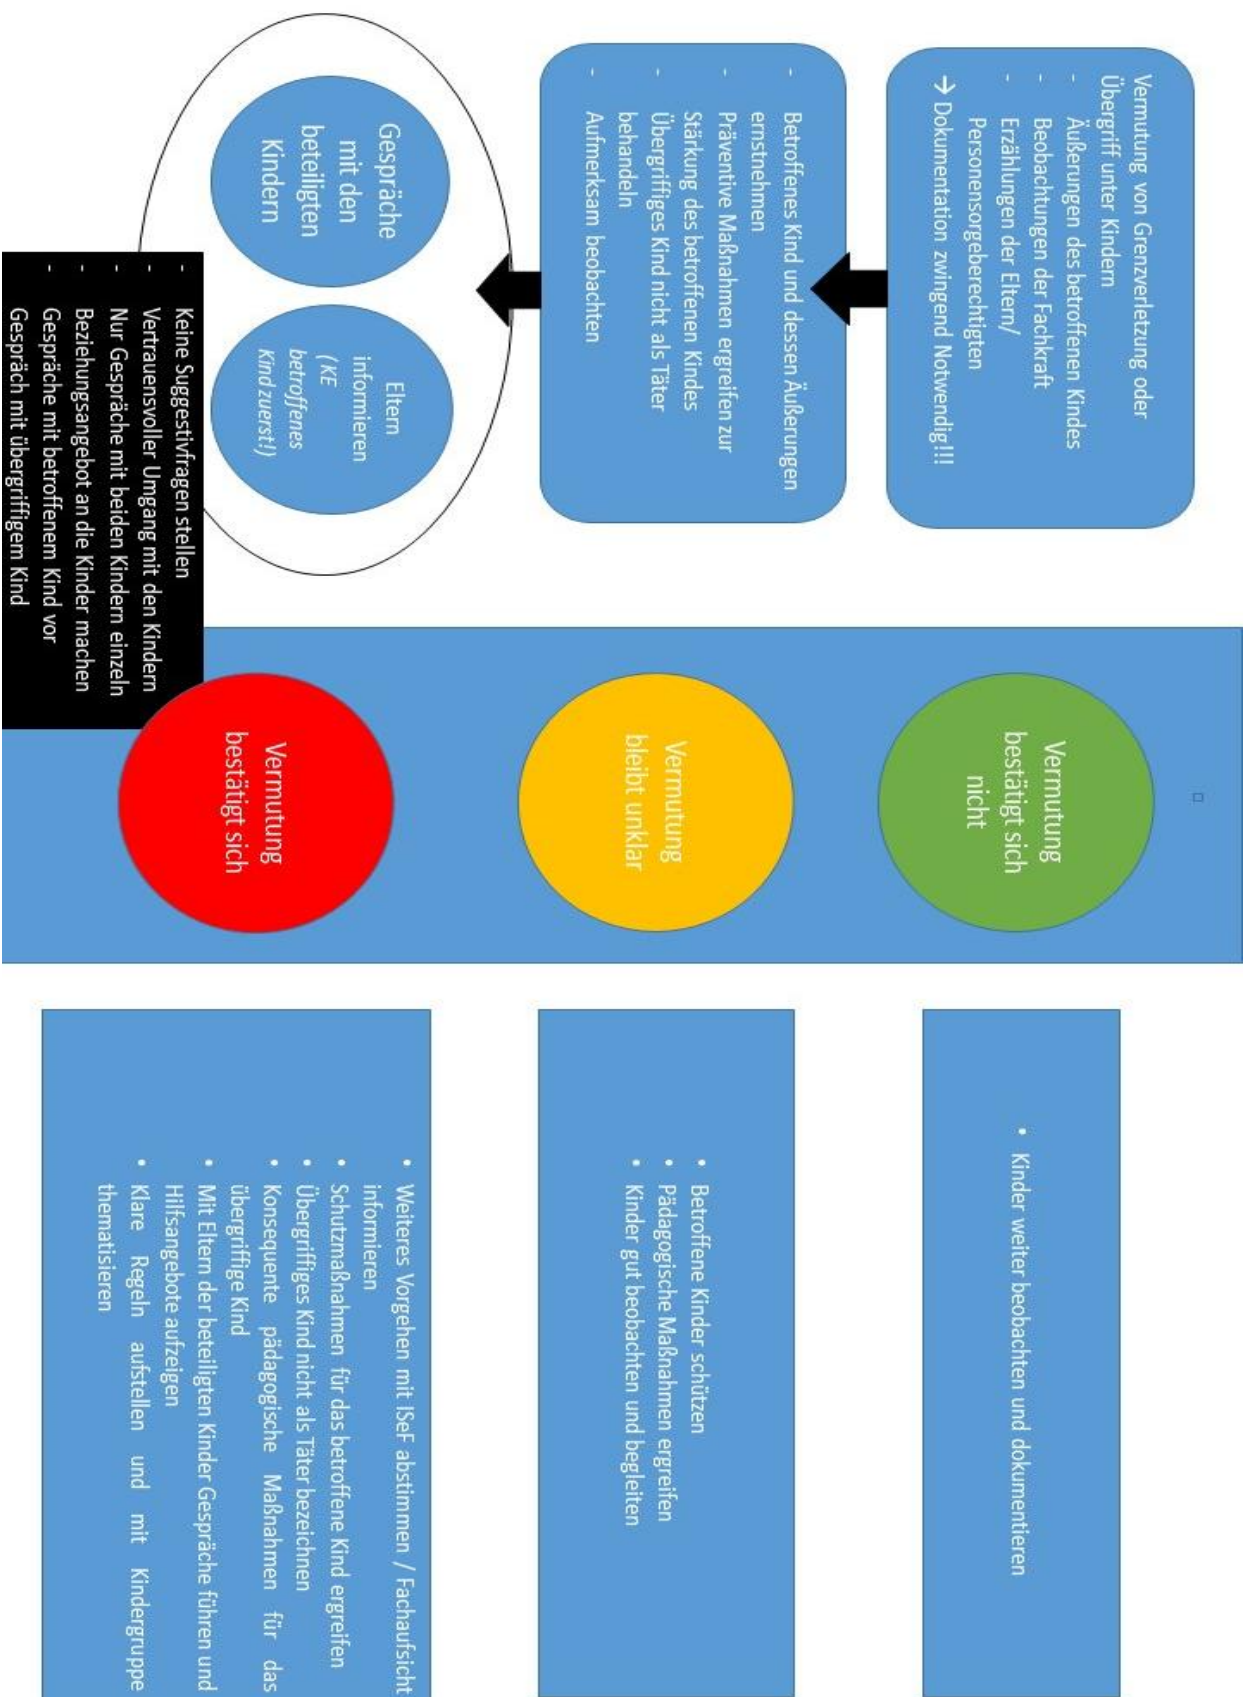 Vermutung von Grenzverletzung oder
Übergriff unter Kindern
- Äußerungen des betroffenen Kindes
- Beobachtungen der Fachkraft
- Erzählungen der Eltern/
Personensorgeberechtigten
→ Dokumentation zwingend Notwendig!!!
- Betroffenes Kind und dessen Äußerungen
ernstnehmen
- Präventive Maßnahmen ergreifen zur
Stärkung des betroffenen Kindes
- Übergriffiges Kind nicht als Täter
behandeln
- Aufmerksam beobachten
Gespräche
mit den
beteiligten
Kindern
Eltern
informieren
(KE
betroffenes
Kind zuerst!)
- Keine Suggestivfragen stellen
- Vertrauensvoller Umgang mit den Kindern
- Nur Gespräche mit beiden Kindern einzeln
- Beziehungsangebot an die Kinder machen
- Gespräche mit betroffenem Kind vor
Gespräch mit übergriffigem Kind
Vermutung
bestätigt sich
nicht
Vermutung
bleibt unklar
Vermutung
bestätigt sich
• Kinder weiter beobachten und dokumentieren
• Betroffene Kinder schützen
• Pädagogische Maßnahmen ergreifen
• Kinder gut beobachten und begleiten
• Weiteres Vorgehen mit ISeF abstimmen / Fachaufsicht
informieren
• Schutzmaßnahmen für das betroffene Kind ergreifen
• Übergriffiges Kind nicht als Täter bezeichnen
• Konsequente pädagogische Maßnahmen für das
übergriffige Kind
• Mit Eltern der beteiligten Kinder Gespräche führen und
Hilfsangebote aufzeigen
• Klare Regeln aufstellen und mit Kindergruppe
thematisieren